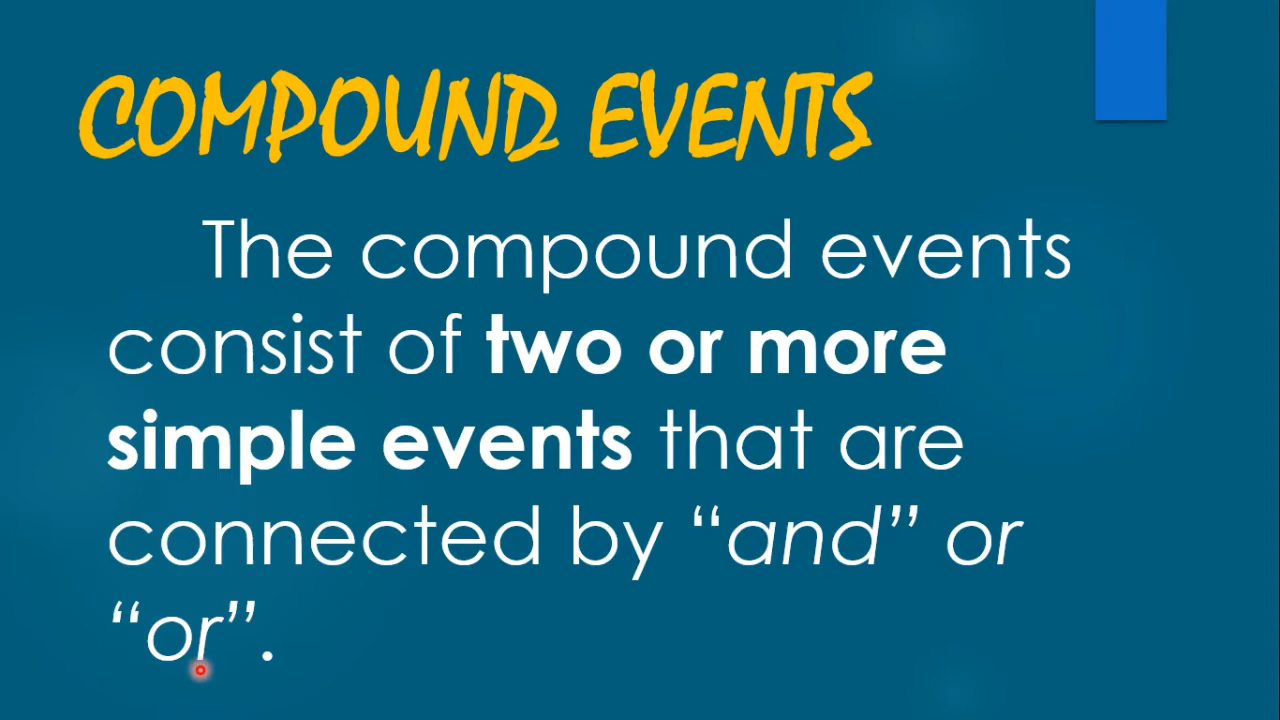 COMPOUND EVENTS
The compound events
consist of two or more
simple events that are
connected by “and” or
“or”.